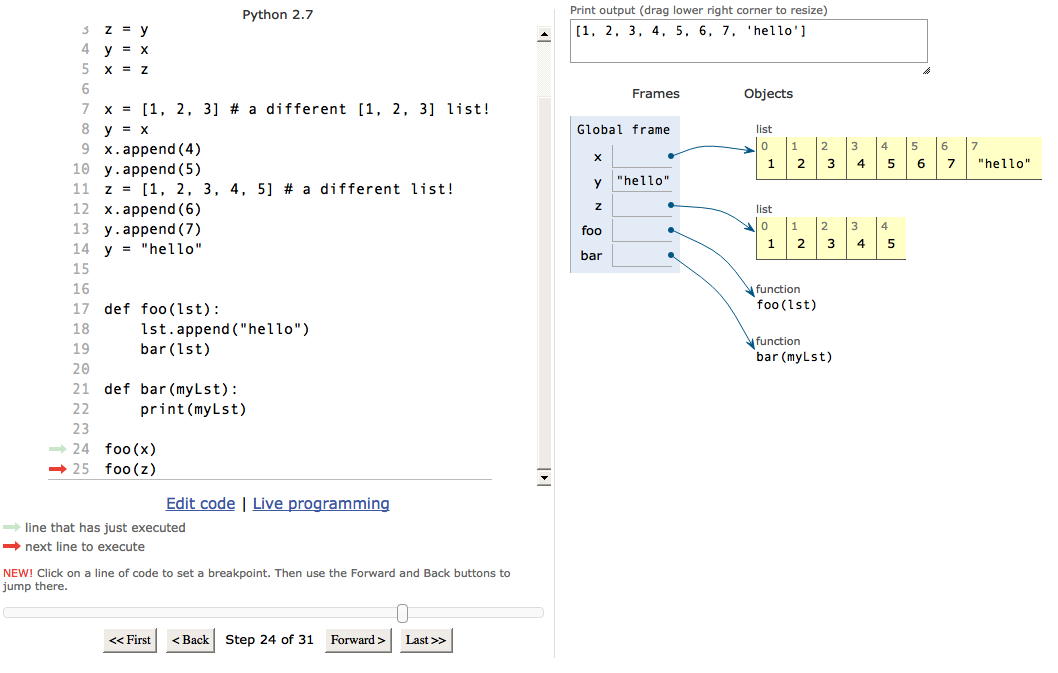 Python 2.7
3 z = y
4 y = x
5 x = z
6
7 x = [1, 2, 3] # a different [1, 2, 3] list!
8 y = x
9 x.append(4)
10 y.append(5)
11 z = [1, 2, 3, 4, 5] # a different list!
12 x.append(6)
13 y.append(7)
14 y = "hello"
15
16
17 def foo(lst):
18     lst.append("hello")
19     bar(lst)
20
21 def bar(myLst):
22     print(myLst)
23
24 foo(x)
25 foo(z)
Edit code | Live programming
line that has just executed
next line to execute
NEW! Click on a line of code to set a breakpoint. Then use the Forward and Back buttons to
jump there.
<< First < Back Step 24 of 31 Forward > Last >>
Print output (drag lower right corner to resize)
[1, 2, 3, 4, 5, 6, 7, 'hello']
Frames Objects
Global frame
x
y "hello"
z
foo
bar
list
0 1 2 3 4 5 6 7
1 2 3 4 5 6 7 "hello"
list
0 1 2 3 4
1 2 3 4 5
function
foo(lst)
function
bar(myLst)